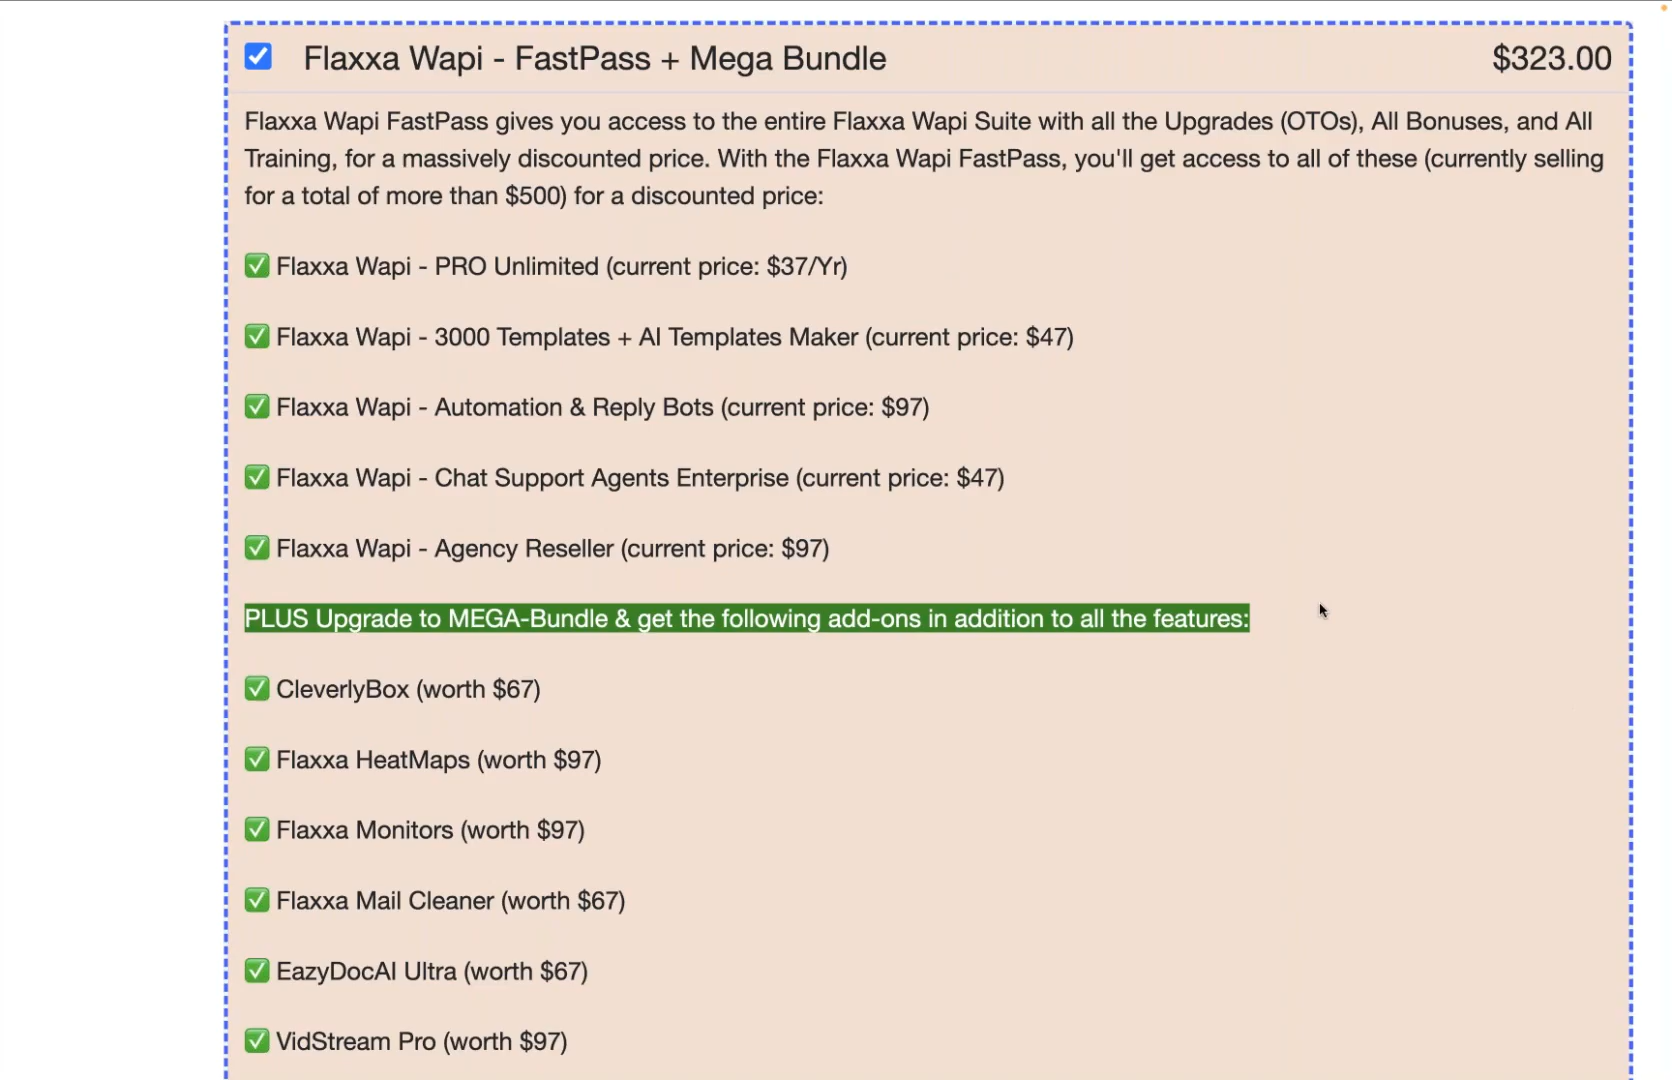 Flaxxa Wapi - FastPass + Mega Bundle
$323.00
Flaxxa Wapi FastPass gives you access to the entire Flaxxa Wapi Suite with all the Upgrades (OTOs), All Bonuses, and All
Training, for a massively discounted price. With the Flaxxa Wapi FastPass, you'll get access to all of these (currently selling
for a total of more than $500) for a discounted price:
✅ Flaxxa Wapi - PRO Unlimited (current price: $37/Yr)
✅ Flaxxa Wapi - 3000 Templates + AI Templates Maker (current price: $47)
✅ Flaxxa Wapi - Automation & Reply Bots (current price: $97)
✅ Flaxxa Wapi - Chat Support Agents Enterprise (current price: $47)
✅ Flaxxa Wapi - Agency Reseller (current price: $97)
PLUS Upgrade to MEGA-Bundle & get the following add-ons in addition to all the features:
✅ CleverlyBox (worth $67)
✅ Flaxxa HeatMaps (worth $97)
✅ Flaxxa Monitors (worth $97)
✅ Flaxxa Mail Cleaner (worth $67)
✅ EazyDocAI Ultra (worth $67)
✅ VidStream Pro (worth $97)